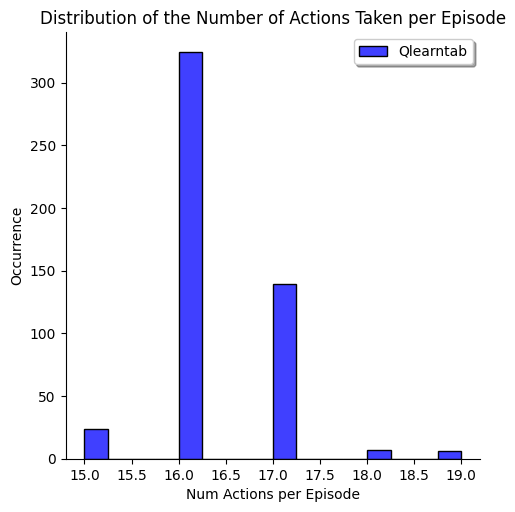 Distribution of the Number of Actions Taken per Episode
Qlearntab
Occurrence
300
250
200
150
100
50
0
15.0 15.5 16.0 16.5 17.0 17.5 18.0 18.5 19.0
Num Actions per Episode